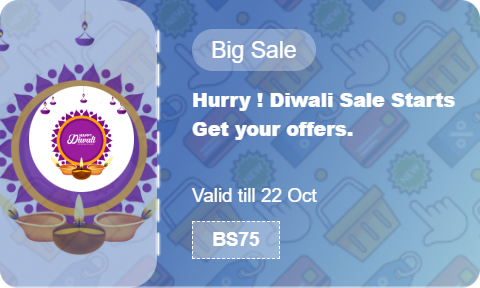 HAPPY
Diwali
Big Sale
Hurry ! Diwali Sale Starts
Get your offers.
Valid till 22 Oct
BS75